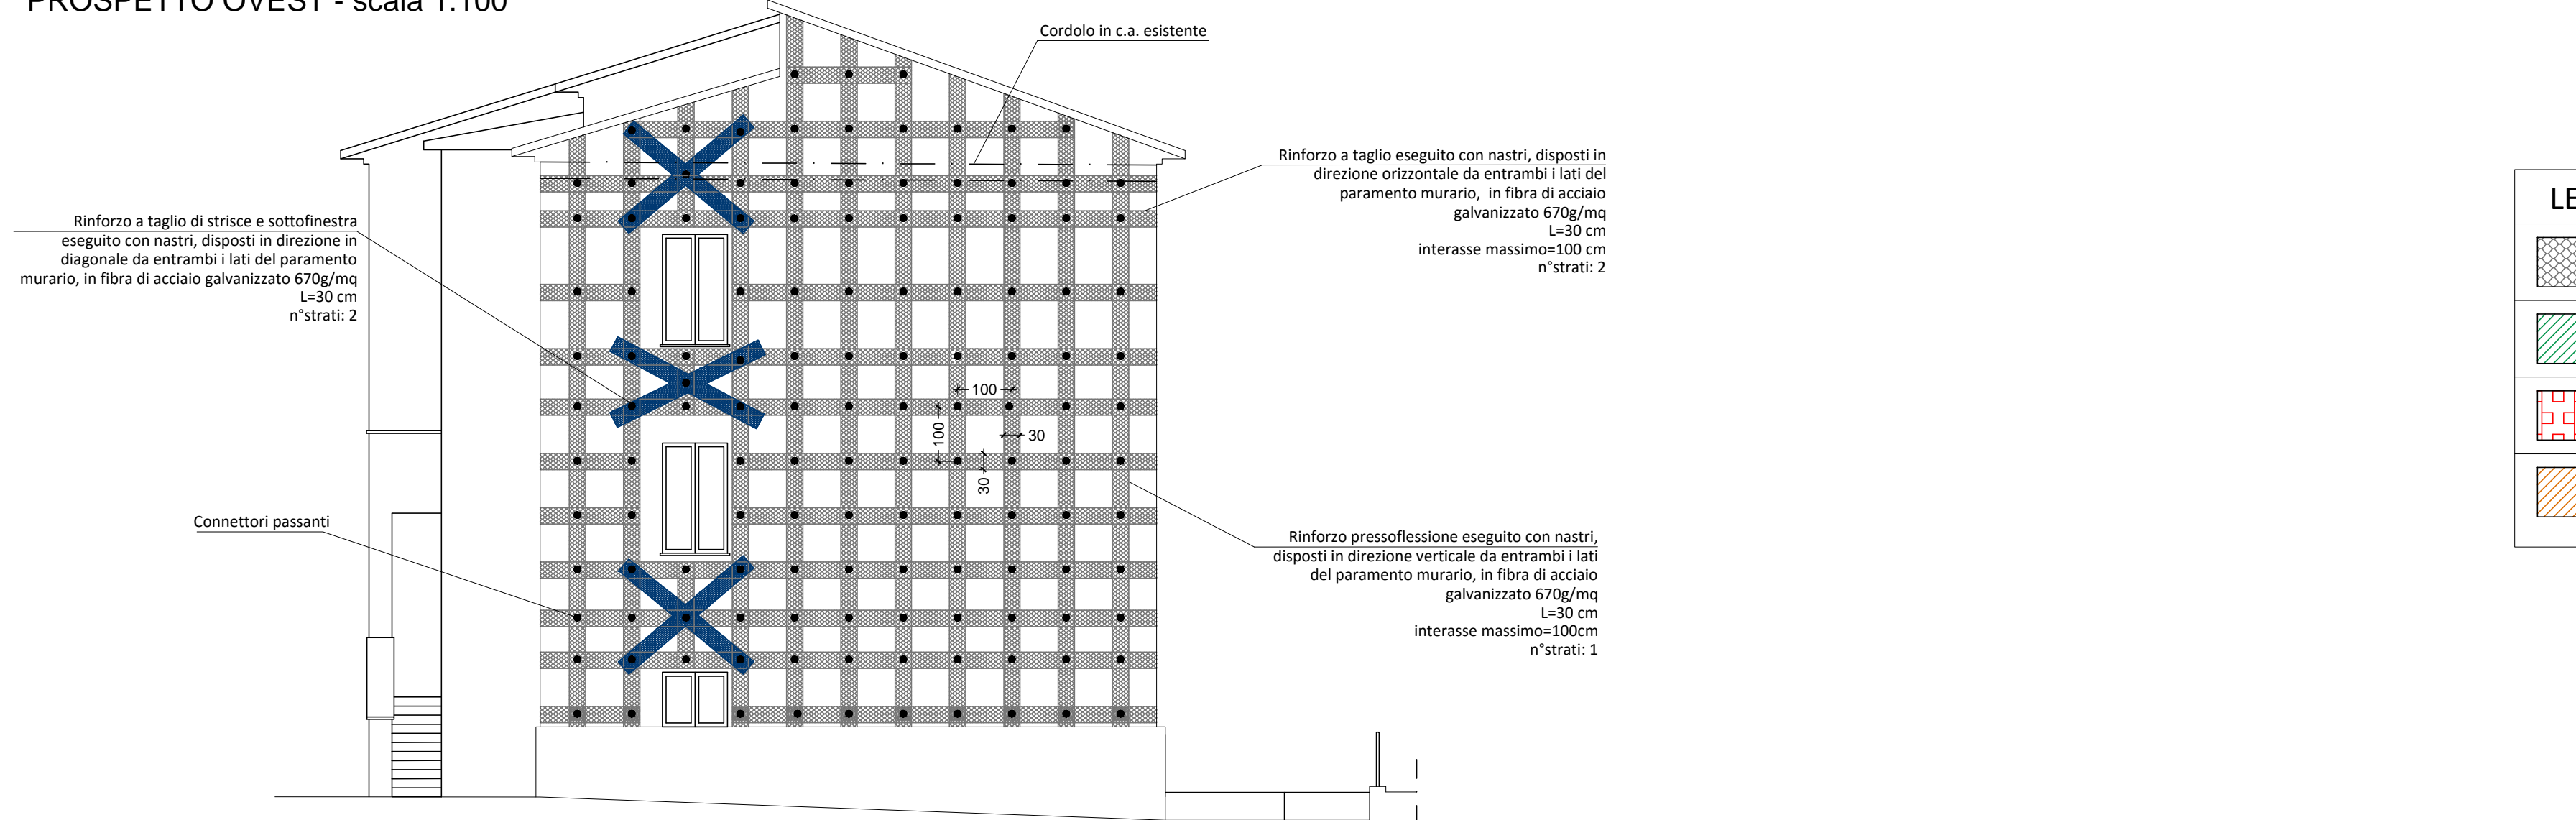 PROSPETTO OVEST - scala 1:100
Cordolo in c.a. esistente
Rinforzo a taglio eseguito con nastri, disposti in
direzione orizzontale da entrambi i lati del
paramento murario, in fibra di acciaio
galvanizzato 670g/mq
L=30 cm
interasse massimo=100 cm
n°strati: 2
Rinforzo a taglio di strisce e sottofinestra
eseguito con nastri, disposti in direzione in
diagonale da entrambi i lati del paramento
murario, in fibra di acciaio galvanizzato 670g/mq
L=30 cm
n°strati: 2
100
100
30
30
Connettori passanti
Rinforzo pressoflessione eseguito con nastri,
disposti in direzione verticale da entrambi i lati
del paramento murario, in fibra di acciaio
galvanizzato 670g/mq
L=30 cm
interasse massimo=100cm
n°strati: 1
LE